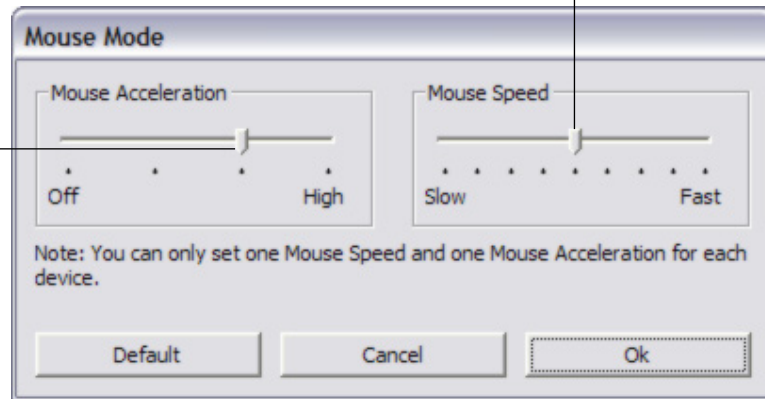 Mouse Mode
Mouse Acceleration
Off High
Mouse Speed
Slow Fast
Note: You can only set one Mouse Speed and one Mouse Acceleration for each
device.
Default Cancel Ok